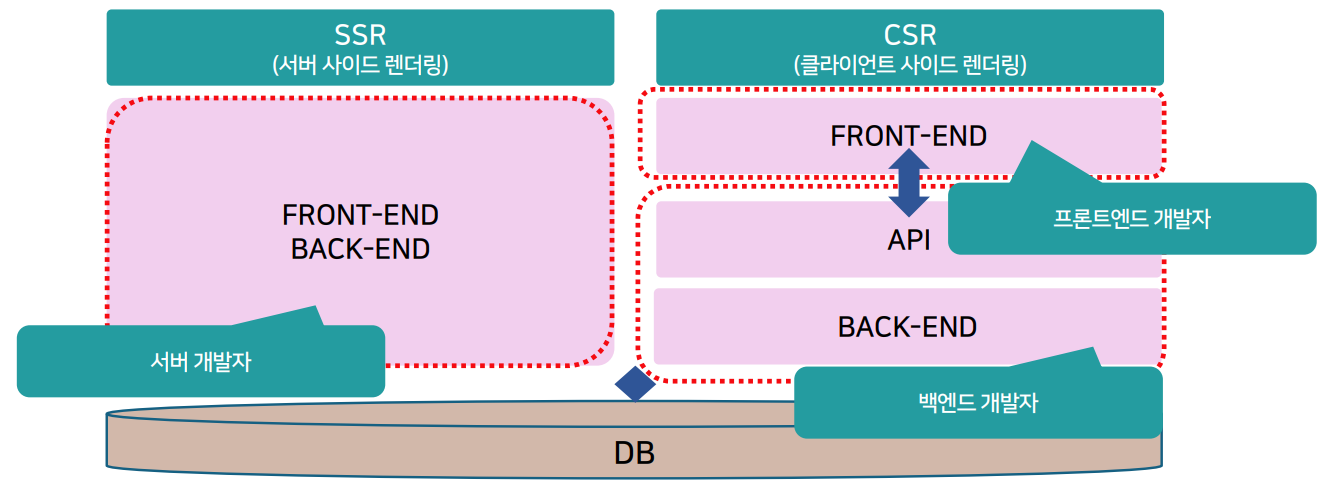 SSR
(서버 사이드 렌더링)
FRONT-END
BACK-END
서버 개발자
CSR
(클라이언트 사이드 렌더링)
FRONT-END
프론트엔드 개발자
API
BACK-END
백엔드 개발자
DB